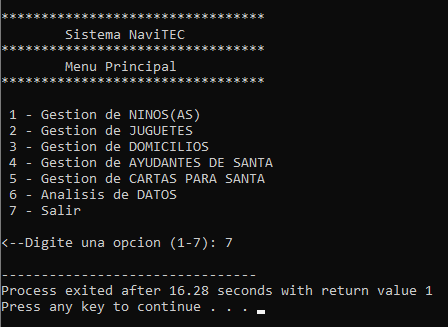 *********************************
Sistema NaviTEC
*********************************
Menu Principal
*********************************
1 - Gestion de NINOS(AS)
2 - Gestion de JUGUETES
3 - Gestion de DOMICILIOS
4 - Gestion de AYUDANTES DE SANTA
5 - Gestion de CARTAS PARA SANTA
6 - Analisis de DATOS
7 - Salir
<--Digite una opcion (1-7): 7
--------------------------------
Process exited after 16.28 seconds with return value 1
Press any key to continue . . .